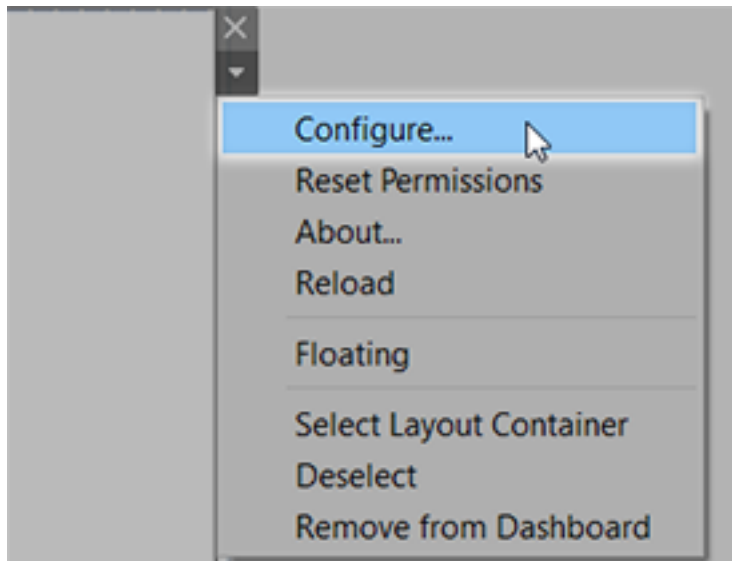 Configure...
Reset Permissions
About...
Reload
Floating
Select Layout Container
Deselect
Remove from Dashboard